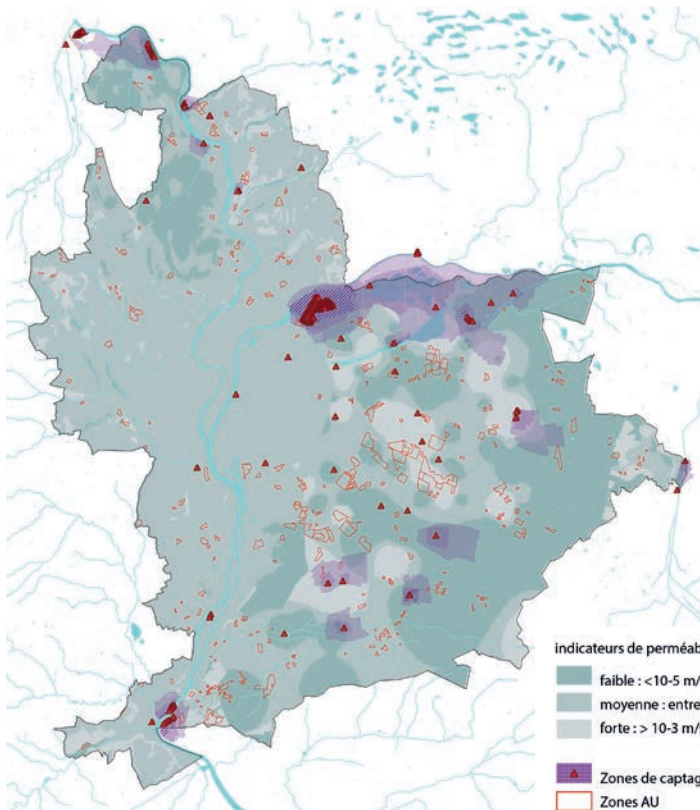 indicateurs de perméab
faible : <10-5 m/
moyenne : entre
forte : > 10-3 m/
Zones de captag
Zones AU